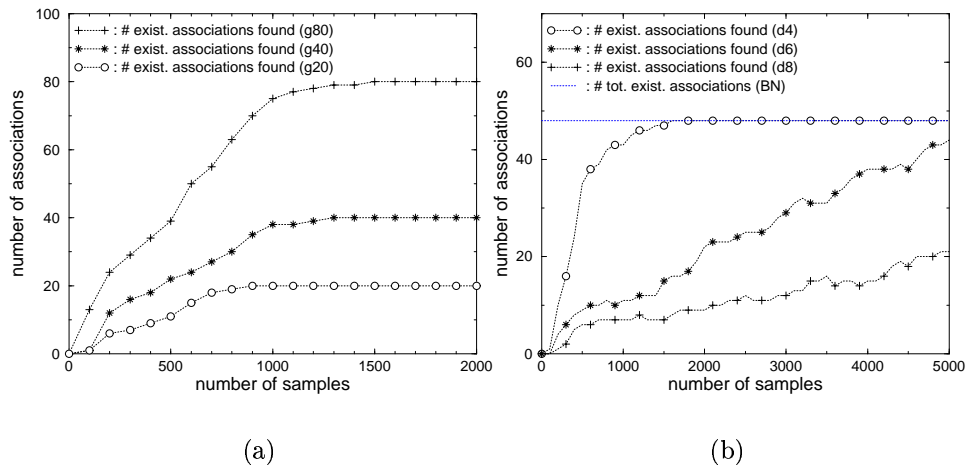 100
80
60
40
20
0
0
500
1000
1500
2000
number of associations
number of samples
: # exist. associations found (g80)
: # exist. associations found (g40)
: # exist. associations found (g20)
(a)
60
40
20
0
0
1000
2000
3000
4000
5000
number of associations
number of samples
: # exist. associations found (d4)
: # exist. associations found (d6)
: # exist. associations found (d8)
: # tot. exist. associations (BN)
(b)